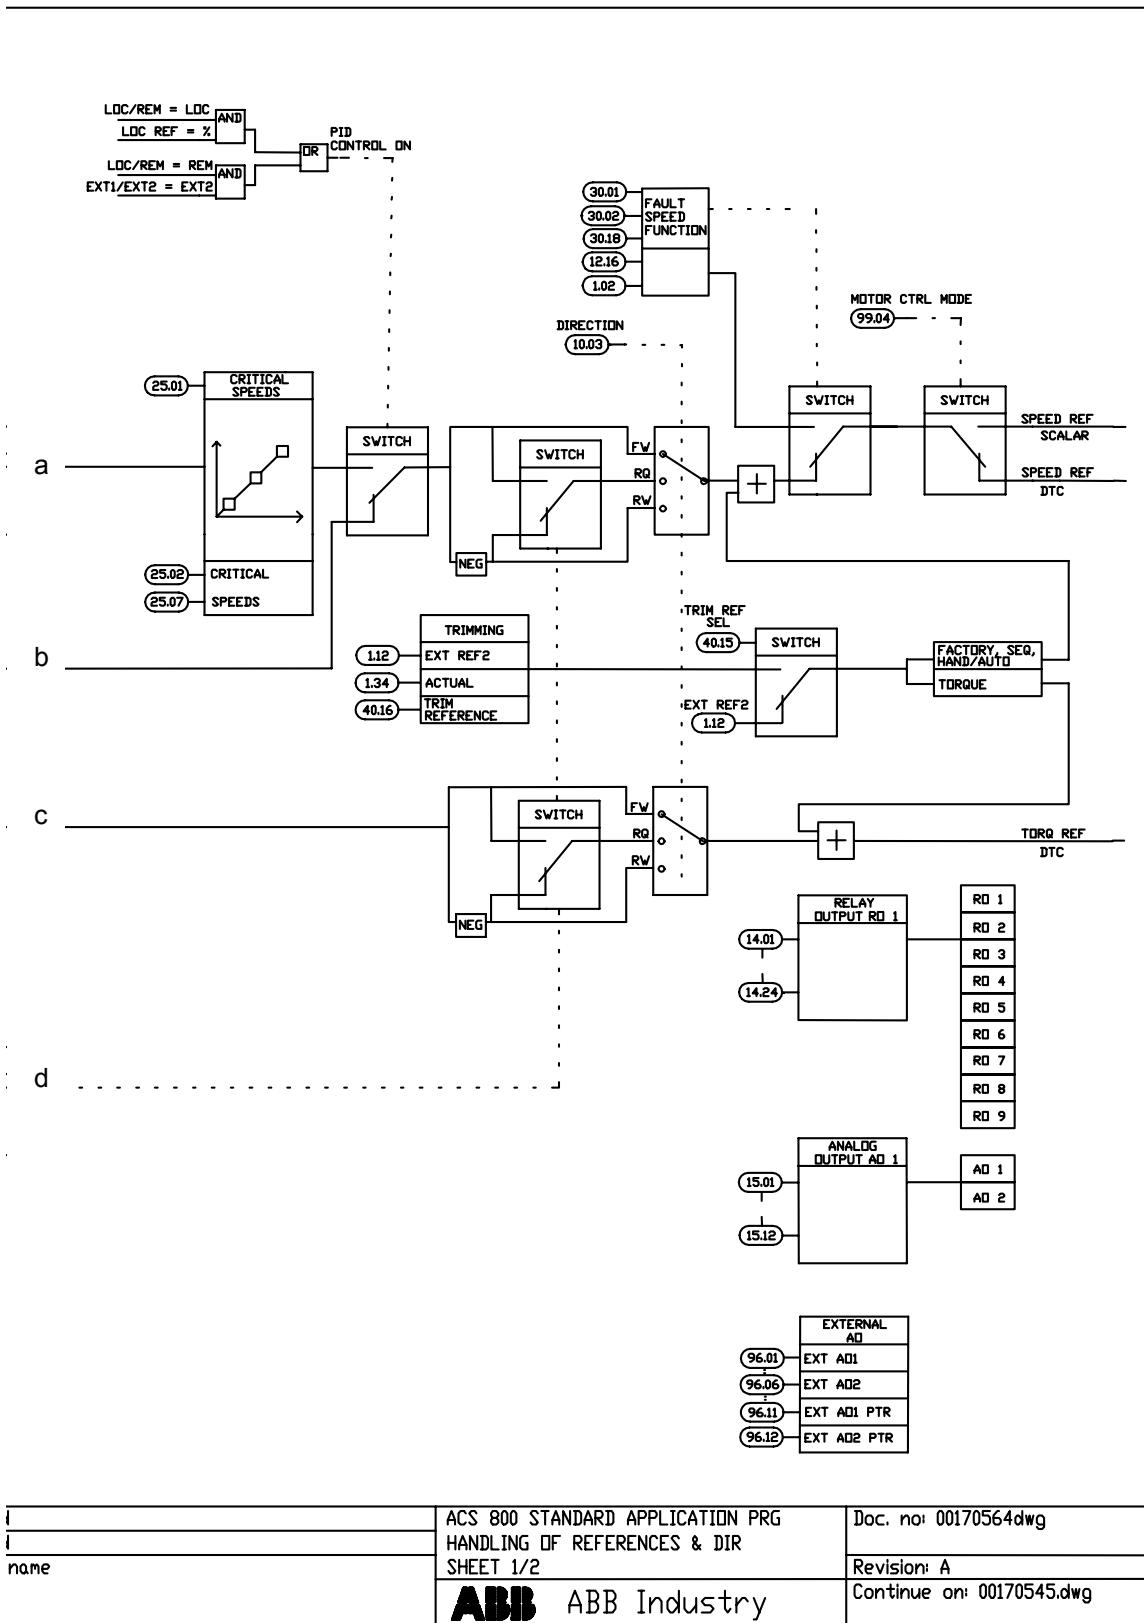 LOC/REM = LOC
AND
LOC REF = %
OR
PID
CONTROL ON
LOC/REM = REM
AND
EXT1/EXT2 = EXT2
30.01
30.02
30.18
12.16
1.02
FAULT
SPEED
FUNCTION
MOTOR CTRL MODE
99.04
DIRECTION
10.03
25.01
CRITICAL
SPEEDS
SWITCH
SWITCH
FW
RQ
RW
SWITCH
SWITCH
SPEED REF
SCALAR
SPEED REF
DTC
a
+
NEG
25.02
CRITICAL
25.07
SPEEDS
TRIMMING
1.12
EXT REF2
1.34
ACTUAL
40.16
TRIM
REFERENCE
TRIM REF
SEL
40.15
SWITCH
EXT REF2
1.12
FACTORY, SEQ,
HAND/AUTO
TORQUE
b
c
SWITCH
FW
RQ
RW
NEG
+
TORQ REF
DTC
RELAY
OUTPUT RO 1
14.01
14.24
RO 1
RO 2
RO 3
RO 4
RO 5
RO 6
RO 7
RO 8
RO 9
d
ANALOG
OUTPUT AO 1
15.01
15.12
AO 1
AO 2
EXTERNAL
AO
96.01
EXT AO1
96.06
EXT AO2
96.11
EXT AO1 PTR
96.12
EXT AO2 PTR
name
ACS 800 STANDARD APPLICATION PRG
HANDLING OF REFERENCES & DIR
SHEET 1/2
ABB ABB Industry
Doc. no: 00170564dwg
Revision: A
Continue on: 00170545.dwg